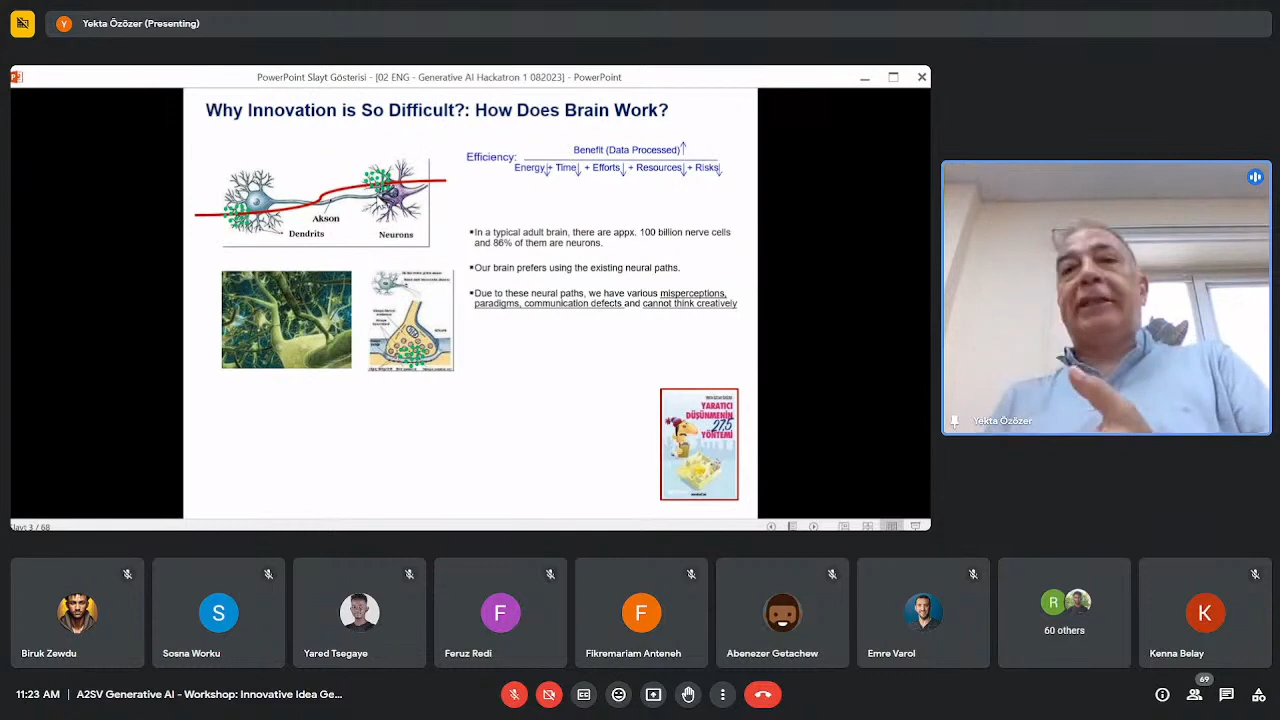 Y
Yekta Özözer (Presenting)
PowerPoint Slayt Gösterisi - [02 ENG - Generative AI Hackatron 1 082023] - PowerPoint
Why Innovation is So Difficult?: How Does Brain Work?
Benefit (Data Processed)
Efficiency:
Energy + Time + Efforts + Resources + Risks
Akson
Dendrits
Neurons
▪In a typical adult brain, there are appx. 100 billion nerve cells
and 86% of them are neurons.
▪Our brain prefers using the existing neural paths.
▪Due to these neural paths, we have various misperceptions,
paradigms, communication defects and cannot think creatively
YARATICI
DÜŞÜNMENİN
27,5
YÖNTEMİ
3 / 68
Yekta Özözer
S
F
F
R
K
60 others
Biruk Zewdu
Sosna Worku
Yared Tsegaye
Feruz Redi
Fikremariam Anteneh
Abenezer Getachew
Emre Varol
Kenna Belay
11:23 AM | A2SV Generative AI - Workshop: Innovative Idea Ge...
69